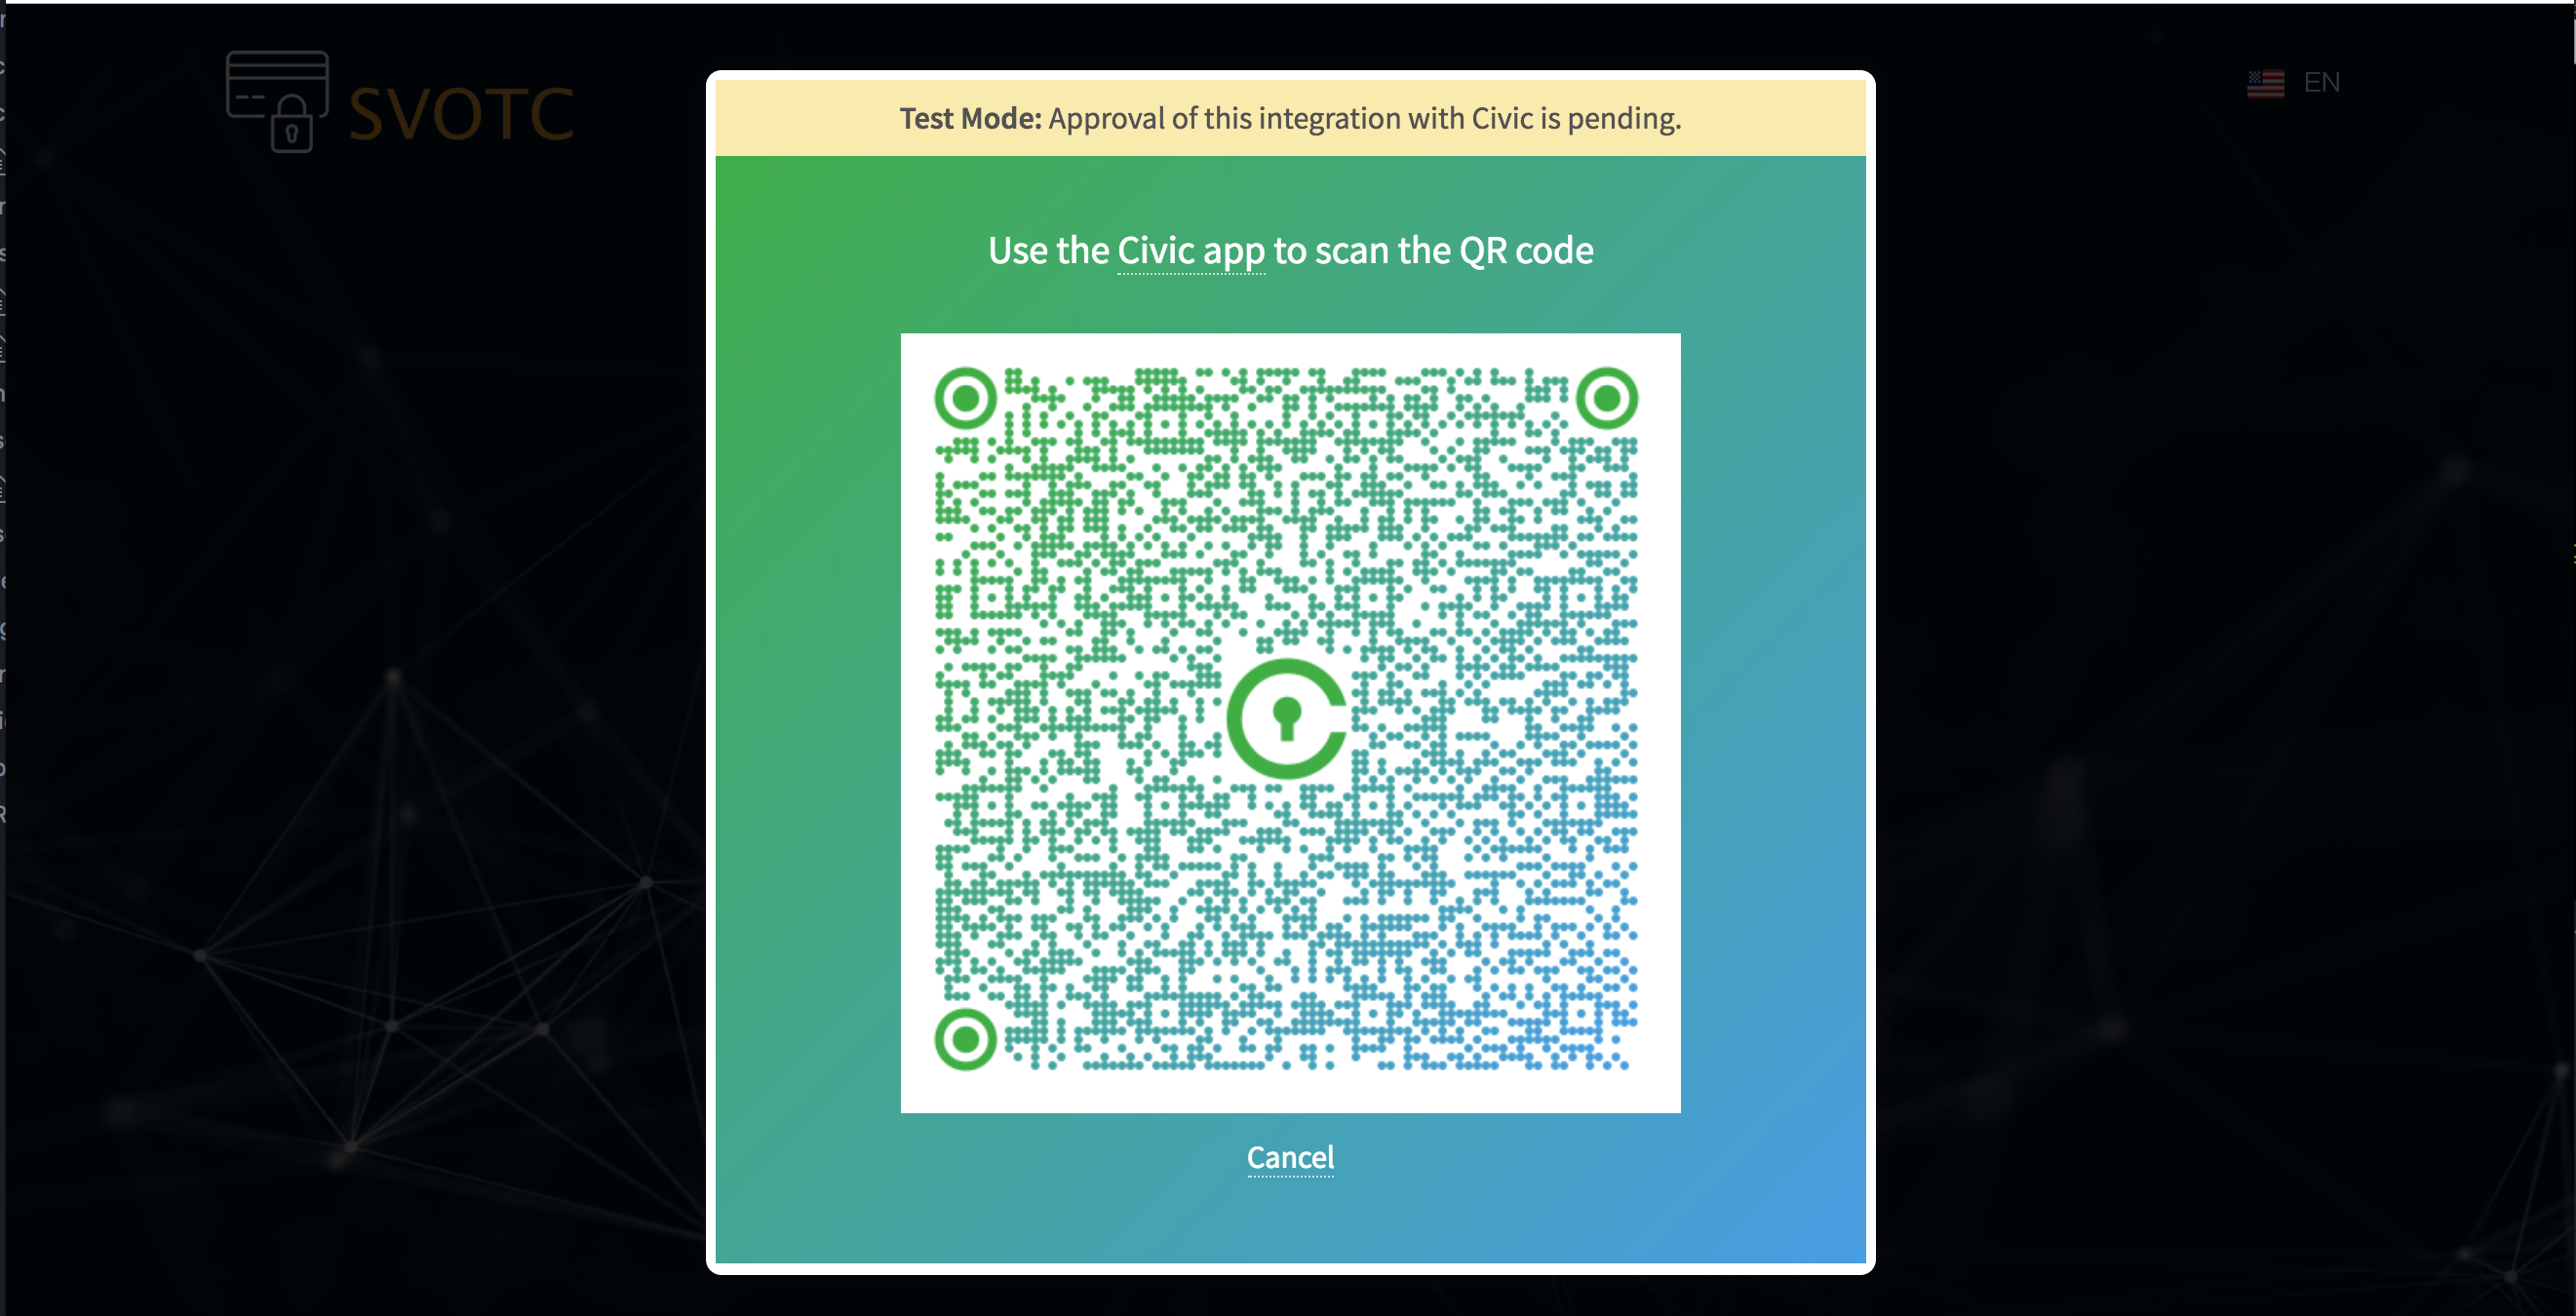 SVOTC
EN
Test Mode: Approval of this integration with Civic is pending.
Use the Civic app to scan the QR code
Cancel